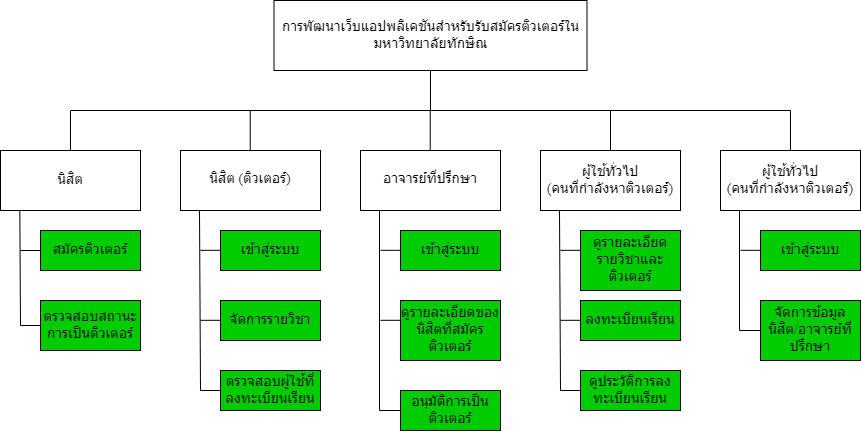 การพัฒนาเว็บแอปพลิเคชันสำหรับรับสมัครติวเตอร์ใน
มหาวิทยาลัยทักษิณ
นิสิต
นิสิต (ติวเตอร์)
อาจารย์ที่ปรึกษา
ผู้ใช้ทั่วไป
(คนที่กำลังหาติวเตอร์)
ผู้ใช้ทั่วไป
(คนที่กำลังหาติวเตอร์)
สมัครติวเตอร์
ตรวจสอบสถานะ
การเป็นติวเตอร์
เข้าสู่ระบบ
จัดการรายวิชา
ตรวจสอบผู้ใช้ที่
ลงทะเบียนเรียน
เข้าสู่ระบบ
ดูรายละเอียดของ
นิสิตที่สมัคร
ติวเตอร์
อนุมัติการเป็น
ติวเตอร์
ดูรายละเอียด
รายวิชาและ
ติวเตอร์
ลงทะเบียนเรียน
ดูประวัติการลง
ทะเบียนเรียน
เข้าสู่ระบบ
จัดการข้อมูล
นิสิต/อาจารย์ที่
ปรึกษา